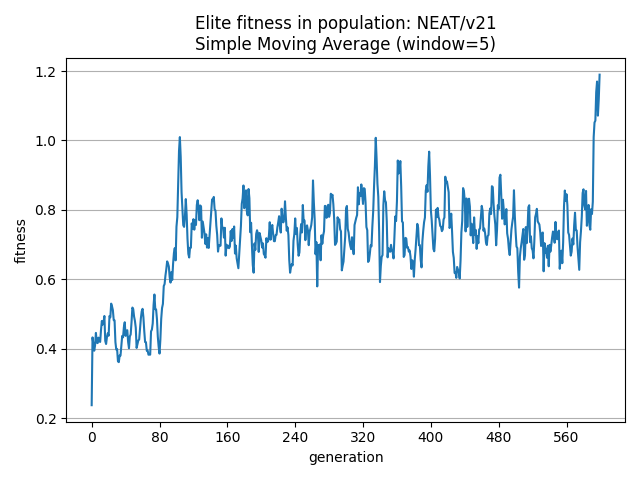 Elite fitness in population: NEAT/v21
Simple Moving Average (window=5)
1.2
1.0
0.8
0.6
0.4
0.2
fitness
0 80 160 240 320 400 480 560
generation